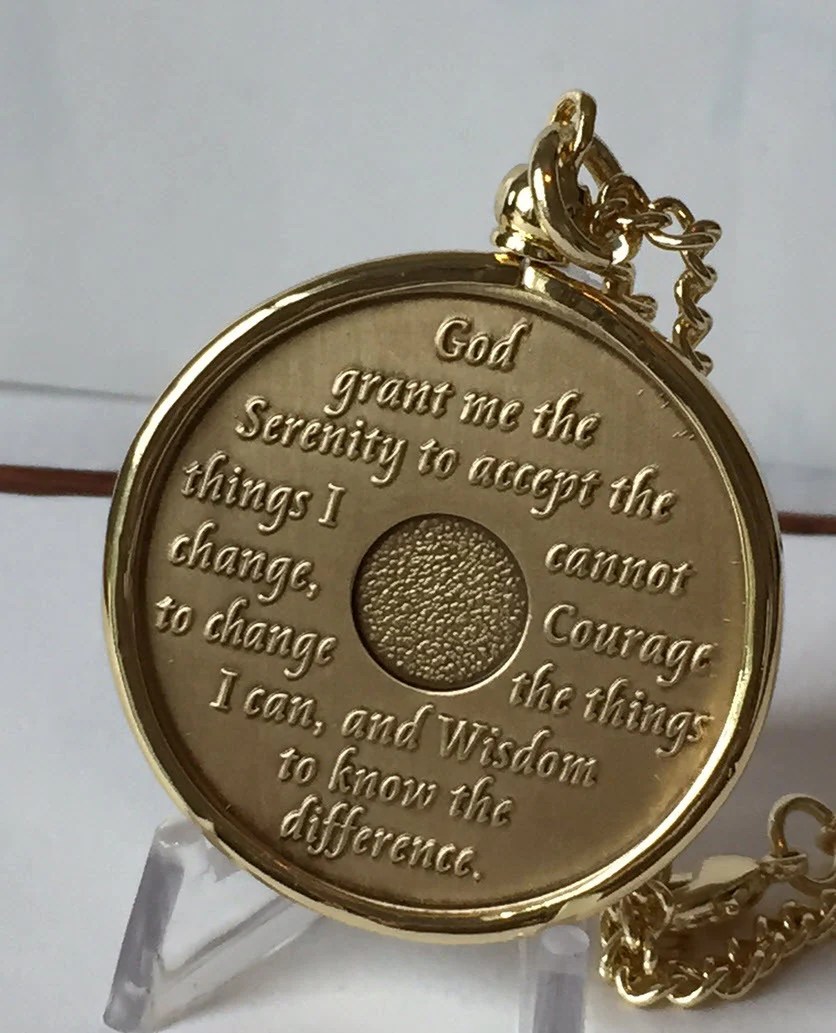 God
grant me the
Serenity to accept the
things I cannot
change, Courage
to change the things
I can, and Wisdom
to know the
difference.